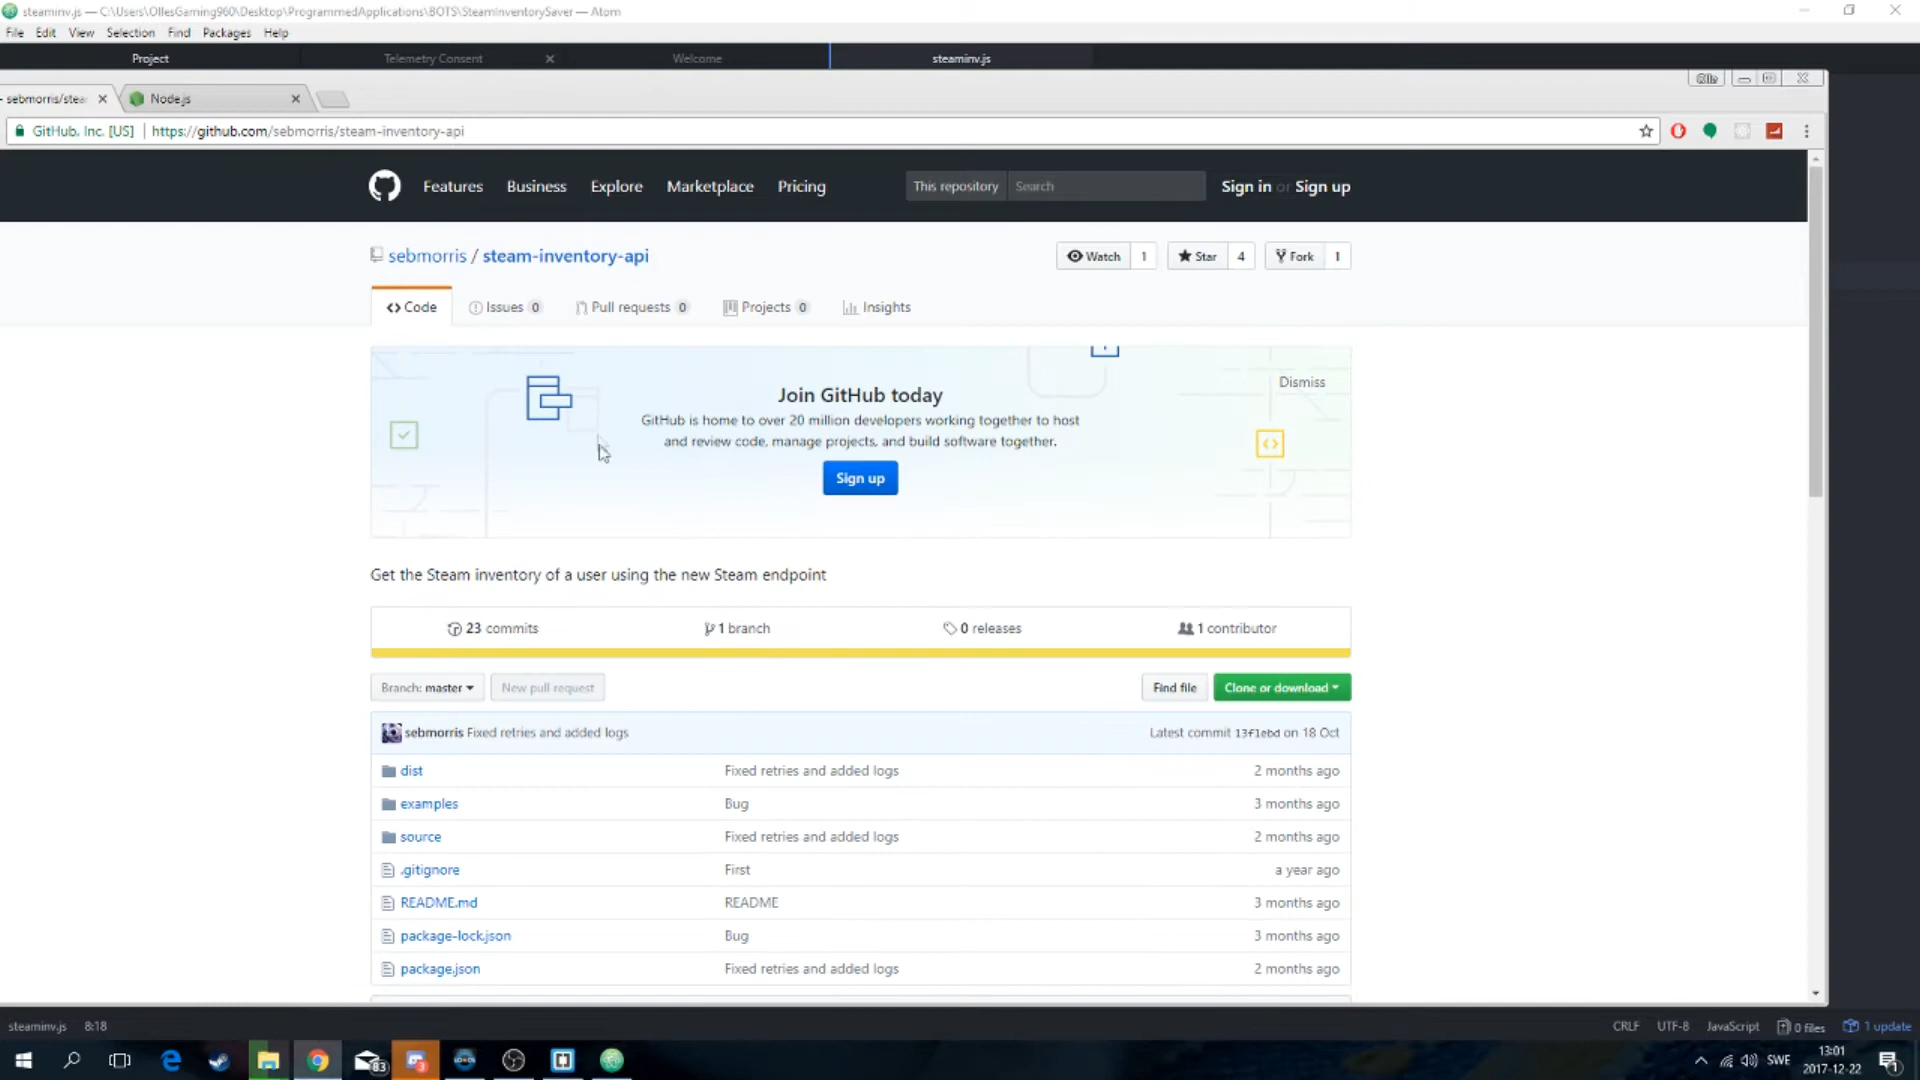 steaminv.js — C:\Users\OllesGaming960\Desktop\ProgrammedApplications\BOTS\SteamInventorySaver — Atom
File Edit View Selection Find Packages Help
Project Telemetry Consent Welcome steaminv.js
Olle
- sebmorris/stea Node.js
GitHub, Inc. [US] https://github.com/sebmorris/steam-inventory-api
Features Business Explore Marketplace Pricing This repository Search Sign in or Sign up
sebmorris / steam-inventory-api Watch 1 Star 4 Fork 1
Code Issues 0 Pull requests 0 Projects 0 Insights
Dismiss
Join GitHub today
GitHub is home to over 20 million developers working together to host
and review code, manage projects, and build software together.
Sign up
Get the Steam inventory of a user using the new Steam endpoint
23 commits 1 branch 0 releases 1 contributor
Branch: master New pull request Find file Clone or download
sebmorris Fixed retries and added logs Latest commit 13f1ebd on 18 Oct
dist Fixed retries and added logs 2 months ago
examples Bug 3 months ago
source Fixed retries and added logs 2 months ago
.gitignore First a year ago
README.md README 3 months ago
package-lock.json Bug 3 months ago
package.json Fixed retries and added logs 2 months ago
steaminv.js 8:18 CRLF UTF-8 JavaScript 0 files 1 update
83 3 SWE 13:01
2017-12-22 1